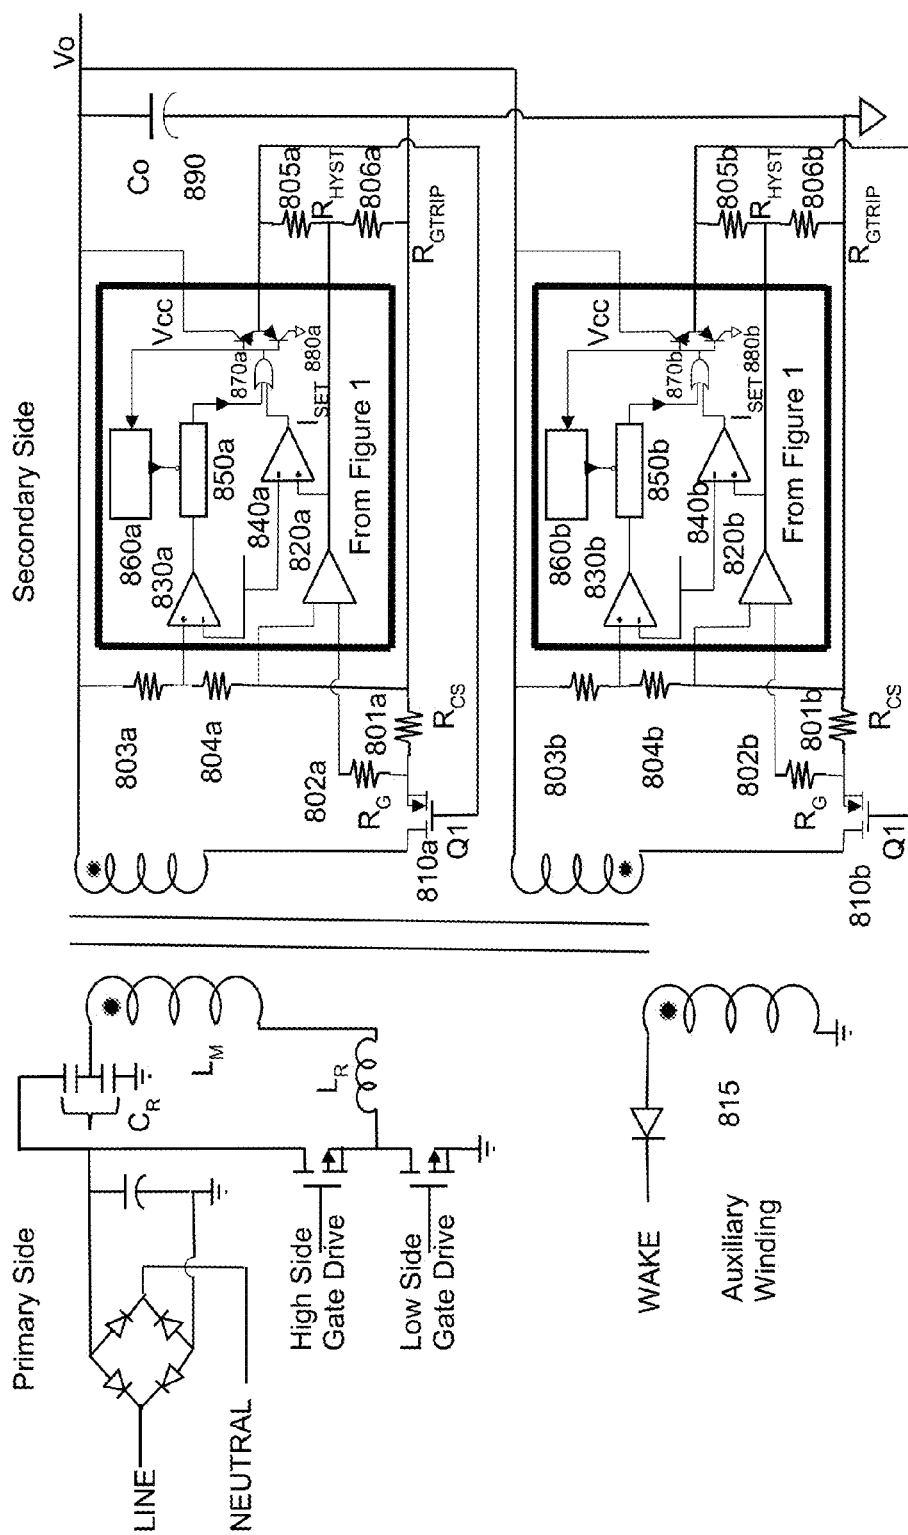 Primary Side
LINE
NEUTRAL
C_R
L_M
L_R
High Side
Gate Drive
Low Side
Gate Drive
WAKE
815
Auxiliary
Winding
Secondary Side
Vo
Co
890
803a
804a
860a
830a
850a
840a
820a
Vcc
870a
880a
I_SET
From Figure 1
805a
R_HYST
806a
R_GTRIP
802a
R_G
801a
R_CS
810a
Q1
803b
804b
860b
830b
850b
840b
820b
Vcc
870b
880b
I_SET
From Figure 1
805b
R_HYST
806b
R_GTRIP
802b
R_G
801b
R_CS
810b
Q1